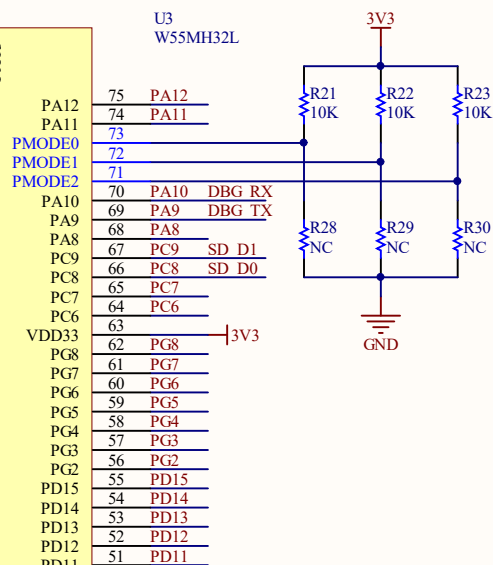 U3
W55MH32L
3V3
R21
10K
R22
10K
R23
10K
PA12 75 PA12
PA11 74 PA11
PMODE0 73
PMODE1 72
PMODE2 71
PA10 70 PA10 DBG_RX
PA9 69 PA9 DBG_TX
PA8 68 PA8
PC9 67 PC9 SD_D1
PC8 66 PC8 SD_D0
PC7 65 PC7
PC6 64 PC6
R28
NC
R29
NC
R30
NC
VDD33 63 3V3
GND
PG8 62 PG8
PG7 61 PG7
PG6 60 PG6
PG5 59 PG5
PG4 58 PG4
PG3 57 PG3
PG2 56 PG2
PD15 55 PD15
PD14 54 PD14
PD13 53 PD13
PD12 52 PD12
PD11 51 PD11